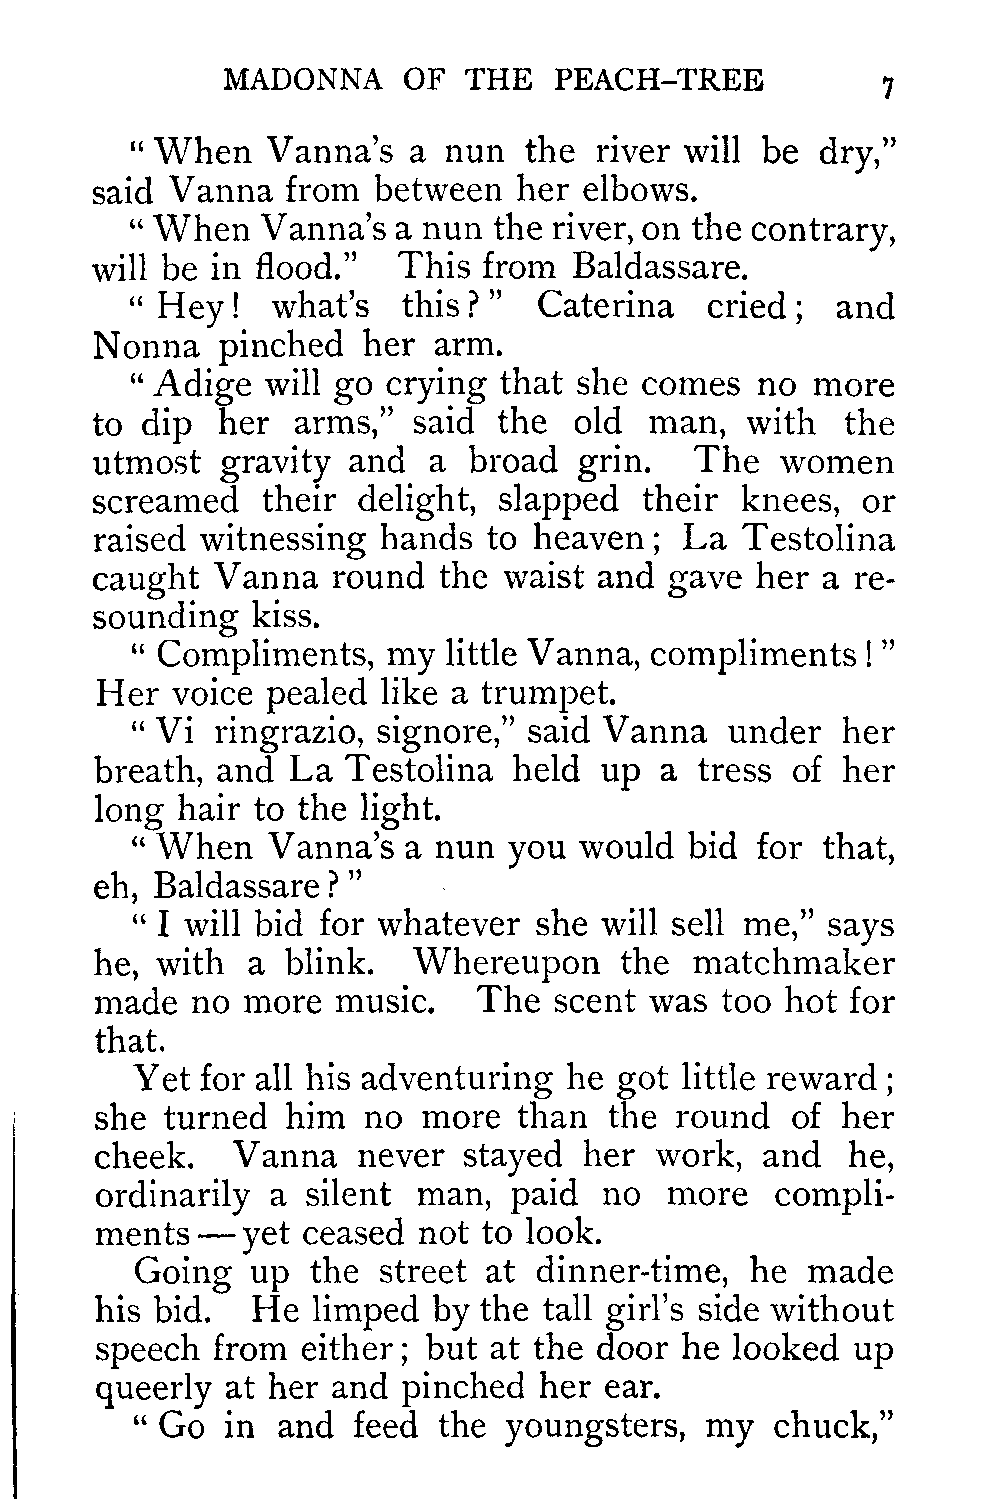 MADONNA OF THE PEACH-TREE 7
“ When Vanna’s a nun the river will be dry,”
said Vanna from between her elbows.
“ When Vanna’s a nun the river, on the contrary,
will be in flood.” This from Baldassare.
“ Hey! what’s this? ” Caterina cried; and
Nonna pinched her arm.
“ Adige will go crying that she comes no more
to dip her arms,” said the old man, with the
utmost gravity and a broad grin. The women
screamed their delight, slapped their knees, or
raised witnessing hands to heaven; La Testolina
caught Vanna round the waist and gave her a re-
sounding kiss.
“ Compliments, my little Vanna, compliments! ”
Her voice pealed like a trumpet.
“ Vi ringrazio, signore,” said Vanna under her
breath, and La Testolina held up a tress of her
long hair to the light.
“ When Vanna’s a nun you would bid for that,
eh, Baldassare? ”
“ I will bid for whatever she will sell me,” says
he, with a blink. Whereupon the matchmaker
made no more music. The scent was too hot for
that.
Yet for all his adventuring he got little reward;
she turned him no more than the round of her
cheek. Vanna never stayed her work, and he,
ordinarily a silent man, paid no more compli-
ments — yet ceased not to look.
Going up the street at dinner-time, he made
his bid. He limped by the tall girl’s side without
speech from either; but at the door he looked up
queerly at her and pinched her ear.
“ Go in and feed the youngsters, my chuck,”